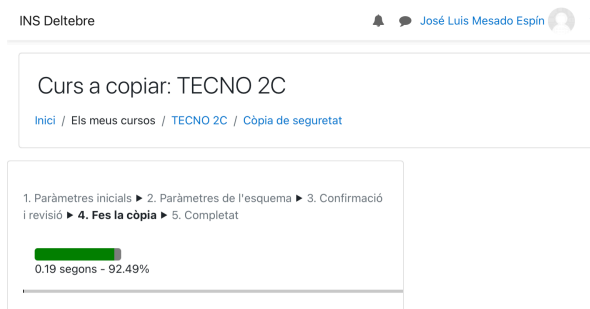 INS Deltebre
José Luis Mesado Espín
Curs a copiar: TECNO 2C
Inici / Els meus cursos / TECNO 2C / Còpia de seguretat
1. Paràmetres inicials ► 2. Paràmetres de l'esquema ► 3. Confirmació
i revisió ► 4. Fes la còpia ► 5. Completat
0.19 segons - 92.49%